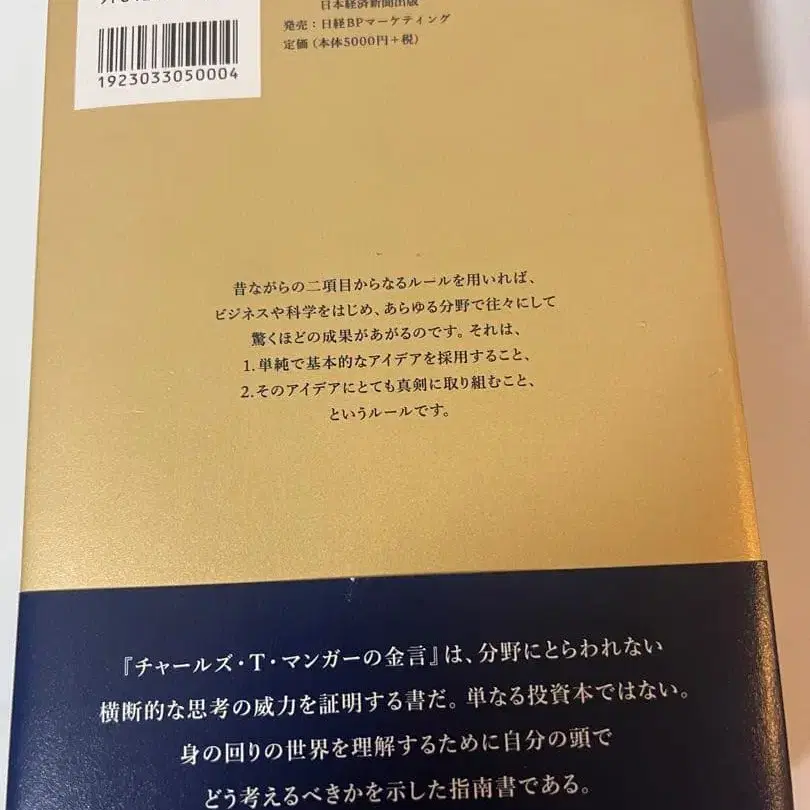 日本経済新聞出版
発売：日経BPマーケティング
定価（本体5000円＋税）
1923033050004
昔ながらの二項目からなるルールを用いれば、
ビジネスや科学をはじめ、あらゆる分野で往々にして
驚くほどの成果があがるのです。それは、
1.単純で基本的なアイデアを採用すること、
2.そのアイデアにとても真剣に取り組むこと、
というルールです。
『チャールズ・T・マンガーの金言』は、分野にとらわれない
横断的な思考の威力を証明する書だ。単なる投資本ではない。
身の回りの世界を理解するために自分の頭で
どう考えるべきかを示した指南書である。